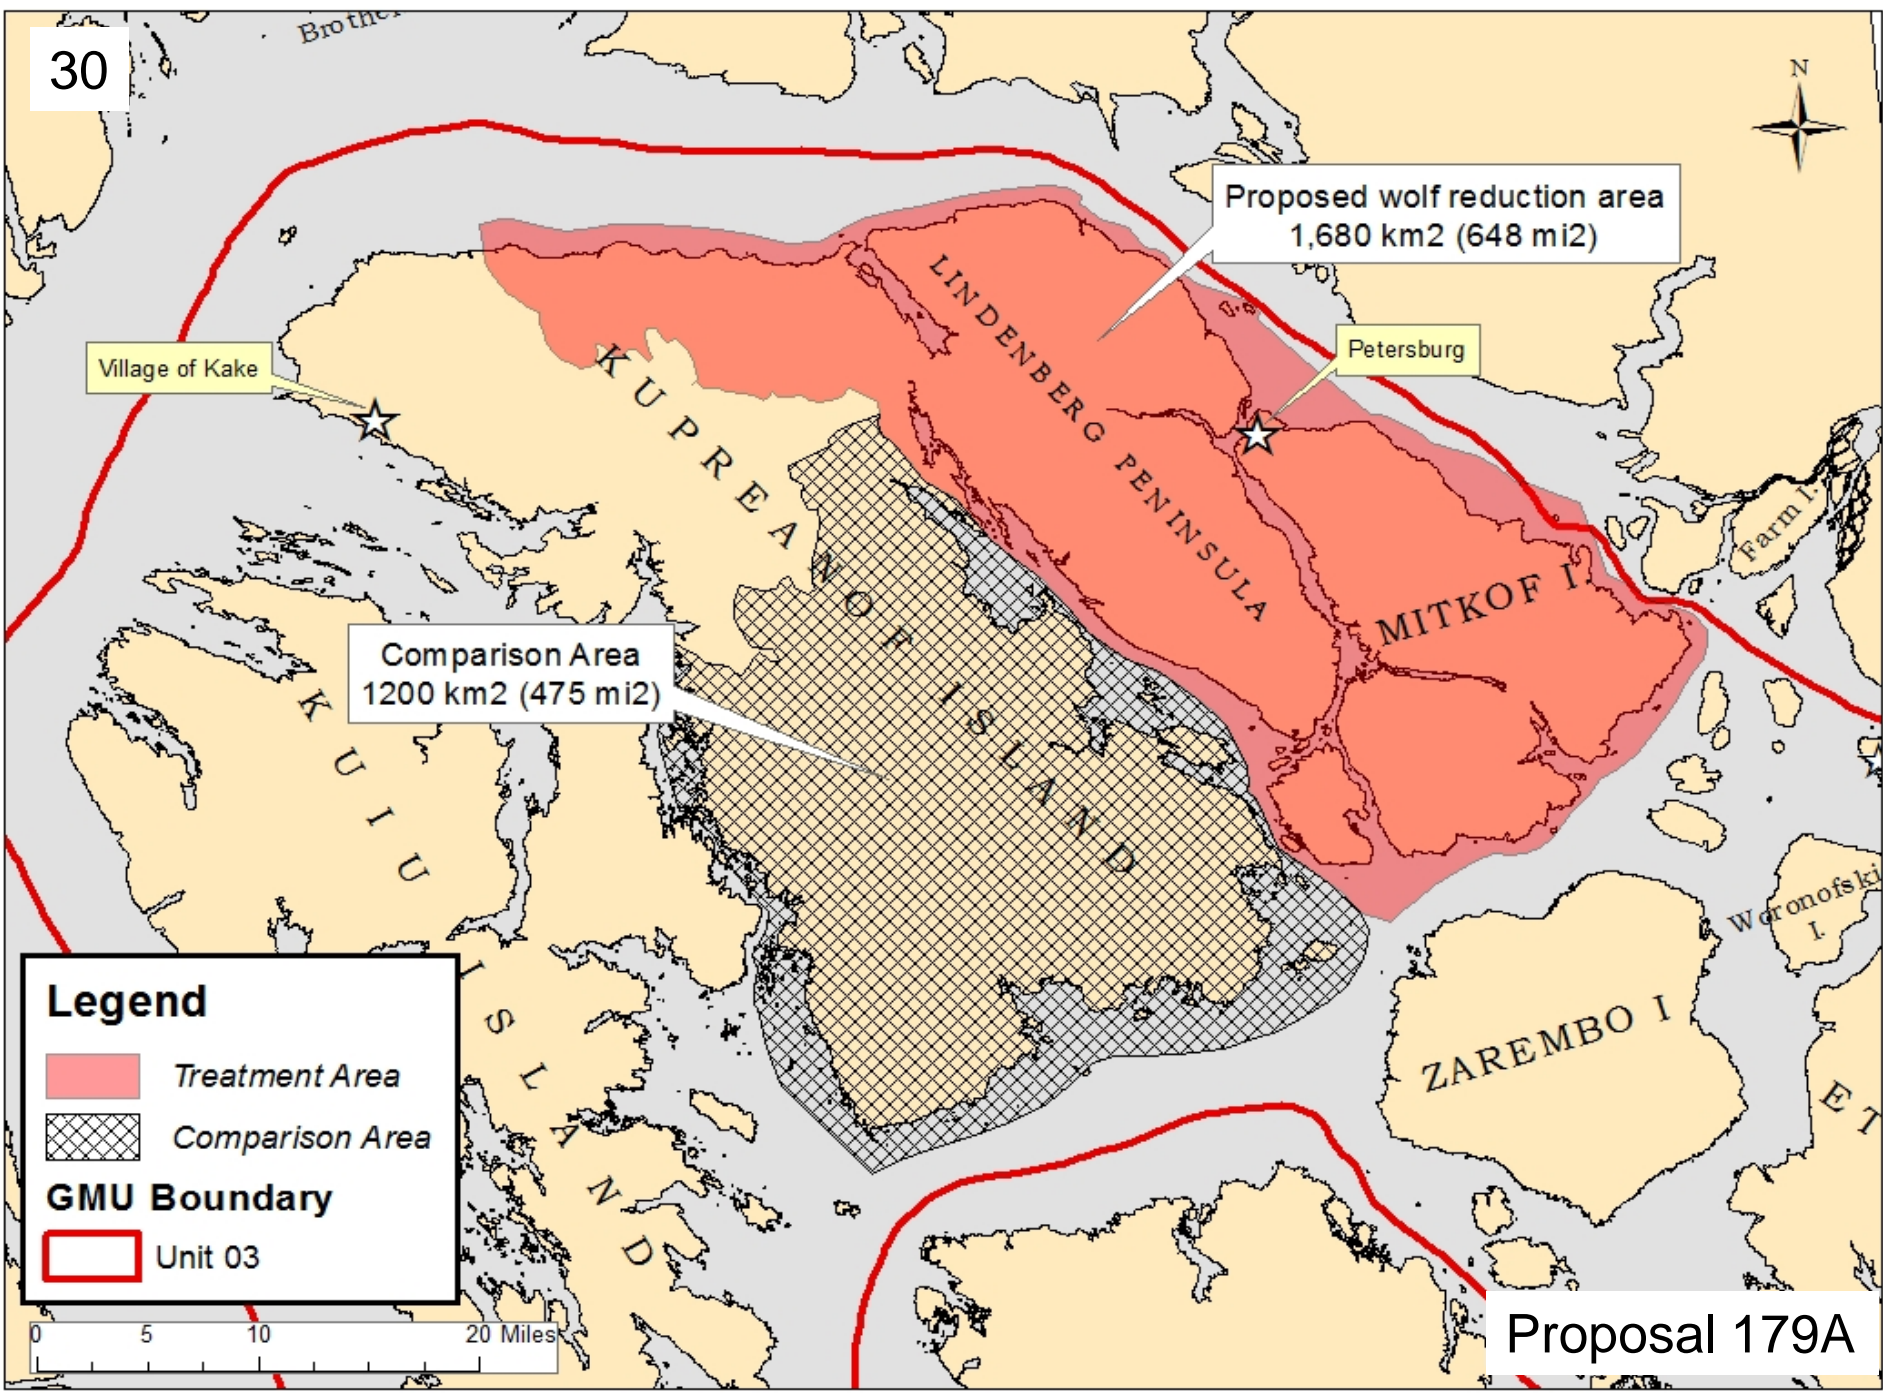 30
Brothe
N
Proposed wolf reduction area
1,680 km2 (648 mi2)
LINDENBERG PENINSULA
Petersburg
Village of Kake
KUPREANOF ISLAND
Farm I.
MITKOF I.
Comparison Area
1200 km2 (475 mi2)
KUIU ISLAND
Woronofski
I.
ZAREMBO I
ET
Legend
Treatment Area
Comparison Area
GMU Boundary
Unit 03
0 5 10 20 Miles
Proposal 179A